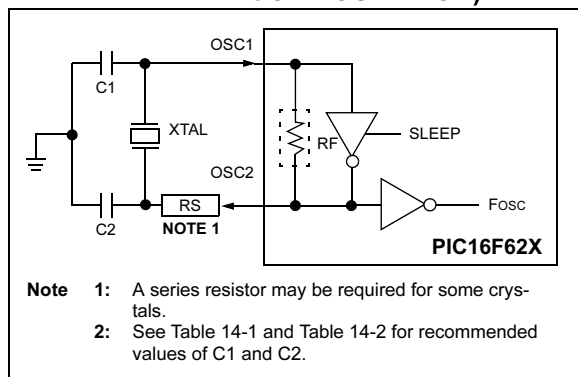 OSC1
C1
XTAL
RF
SLEEP
OSC2
C2
RS
NOTE 1
FOSC
PIC16F62X
Note 1: A series resistor may be required for some crys-
tals.
2: See Table 14-1 and Table 14-2 for recommended
values of C1 and C2.